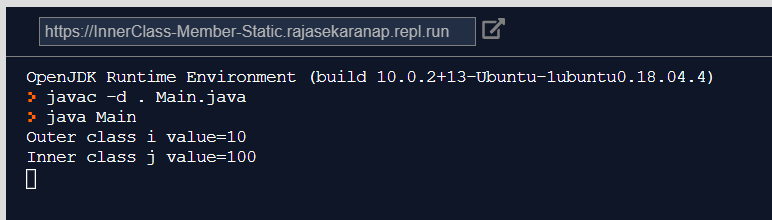 https://InnerClass-Member-Static.rajasekaranap.repl.run
OpenJDK Runtime Environment (build 10.0.2+13-Ubuntu-1ubuntu0.18.04.4)
> javac -d . Main.java
> java Main
Outer class i value=10
Inner class j value=100